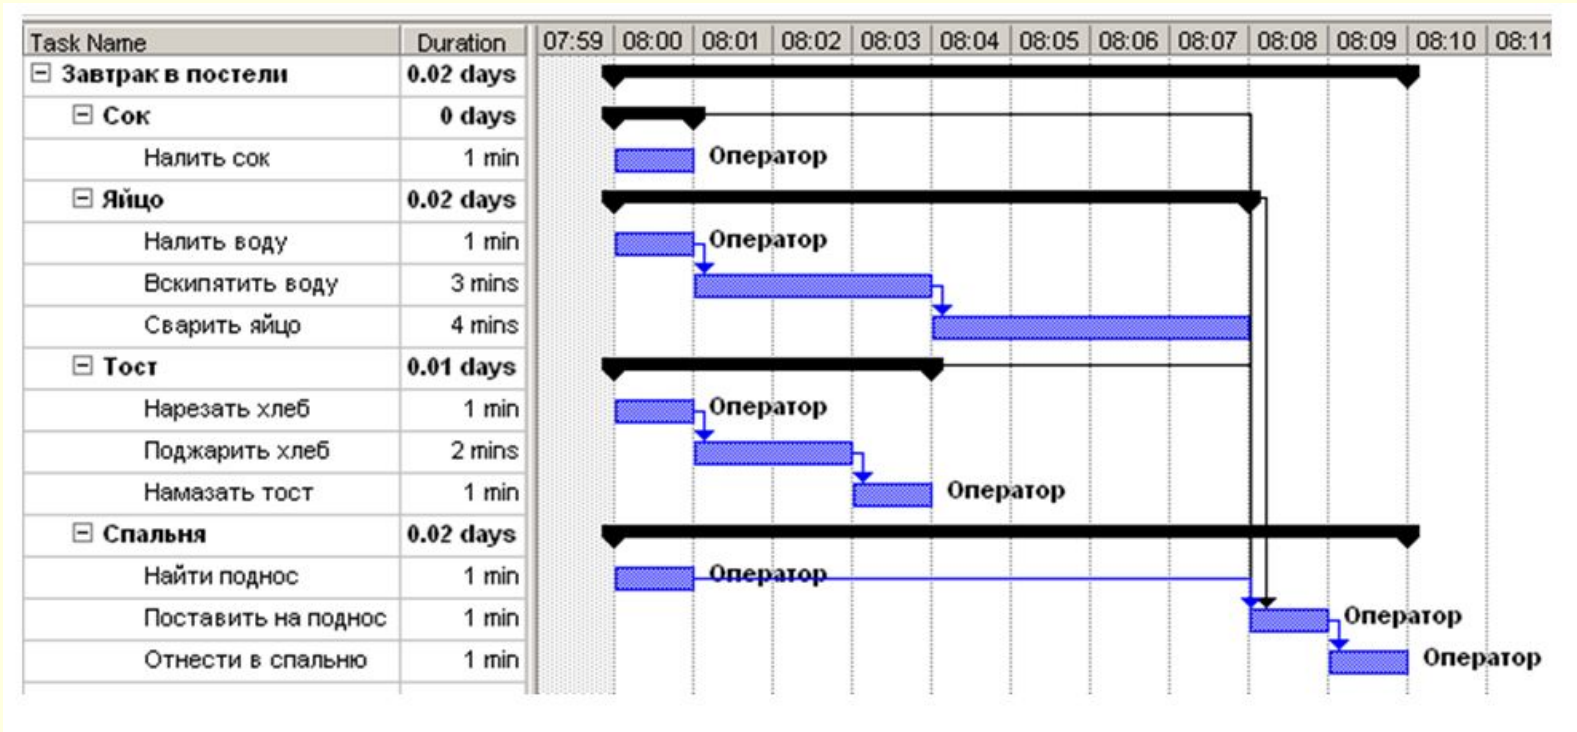 Task Name Duration 07:59 08:00 08:01 08:02 08:03 08:04 08:05 08:06 08:07 08:08 08:09 08:10 08:11
Завтрак в постели 0.02 days
Сок 0 days
Налить сок 1 min Оператор
Яйцо 0.02 days
Налить воду 1 min Оператор
Вскипятить воду 3 mins
Сварить яйцо 4 mins
Тост 0.01 days
Нарезать хлеб 1 min Оператор
Поджарить хлеб 2 mins
Намазать тост 1 min Оператор
Спальня 0.02 days
Найти поднос 1 min Оператор
Поставить на поднос 1 min Оператор
Отнести в спальню 1 min Оператор